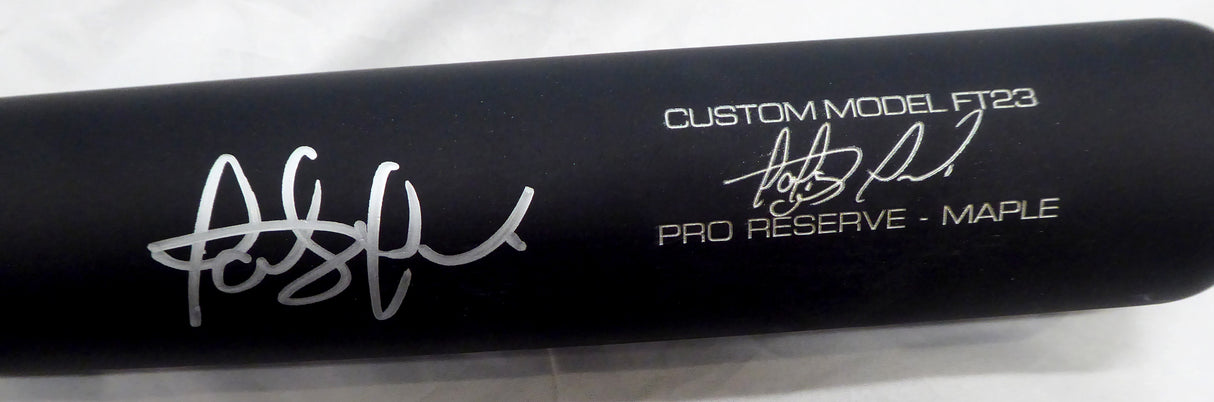 CUSTOM MODEL FT23
PRO RESERVE - MAPLE